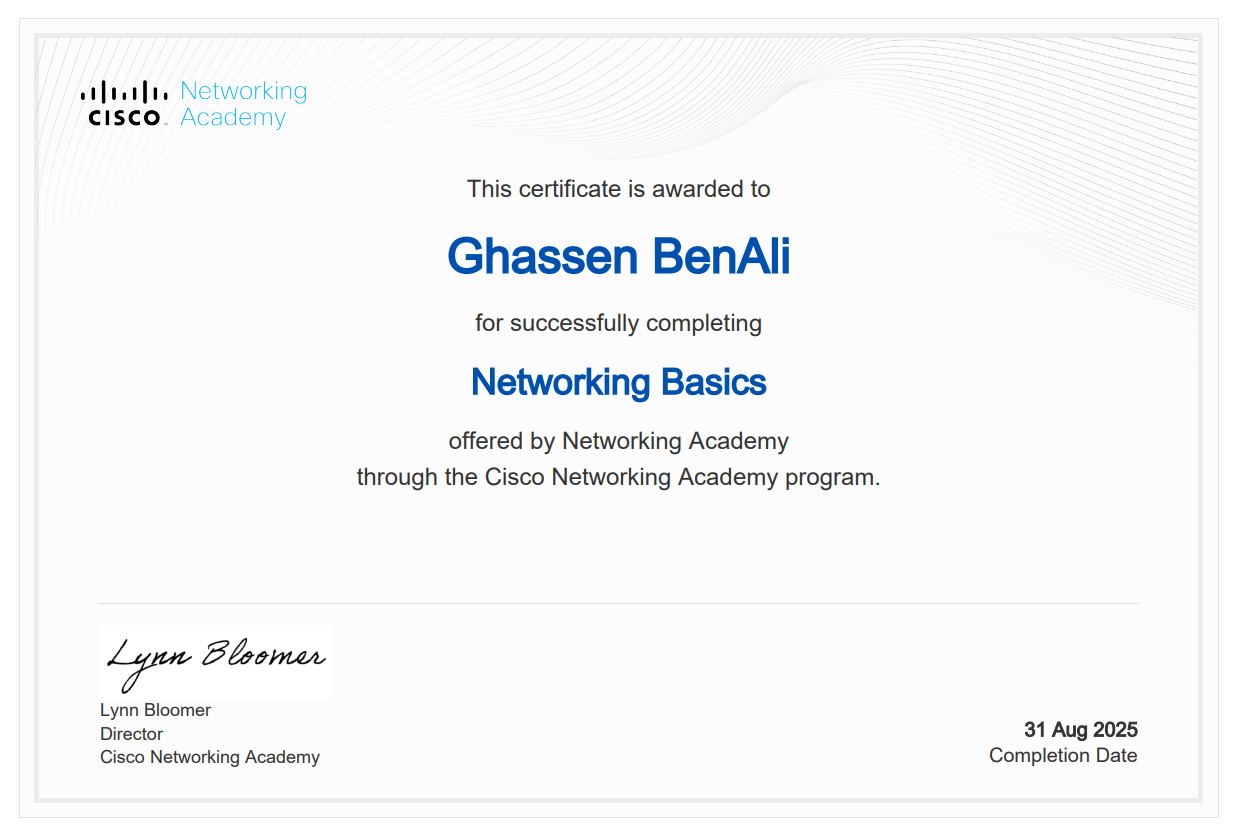 Networking
CISCO Academy
This certificate is awarded to
Ghassen BenAli
for successfully completing
Networking Basics
offered by Networking Academy
through the Cisco Networking Academy program.
Lynn Bloomer
Lynn Bloomer
Director
Cisco Networking Academy
31 Aug 2025
Completion Date